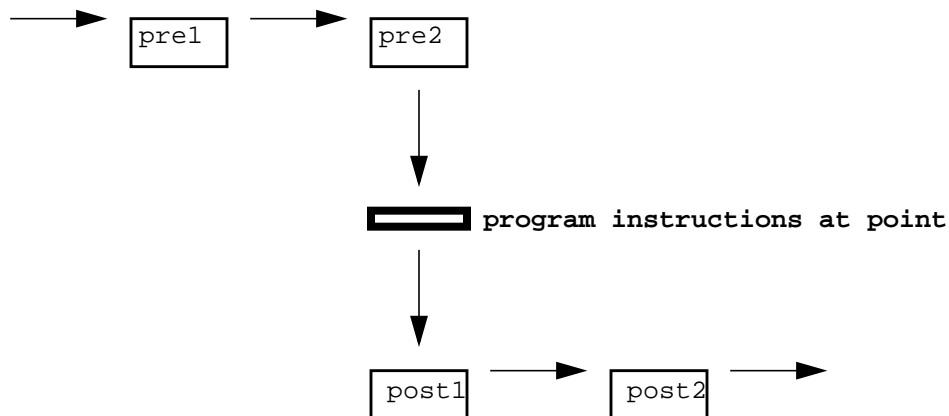 pre1
pre2
program instructions at point
post1
post2